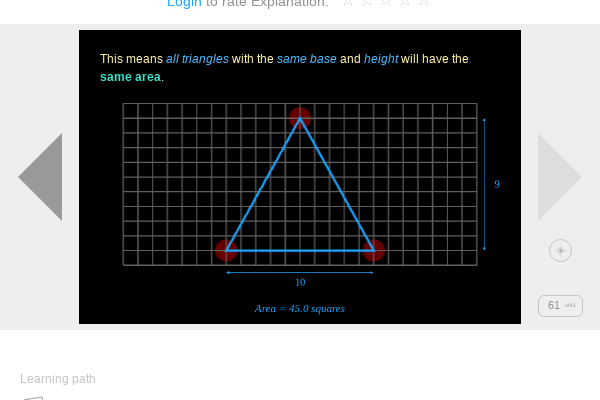 Login to rate Explanation: ☆ ☆ ☆ ☆ ☆
This means all triangles with the same base and height will have the
same area.
9
10
Area = 45.0 squares
61
Learning path